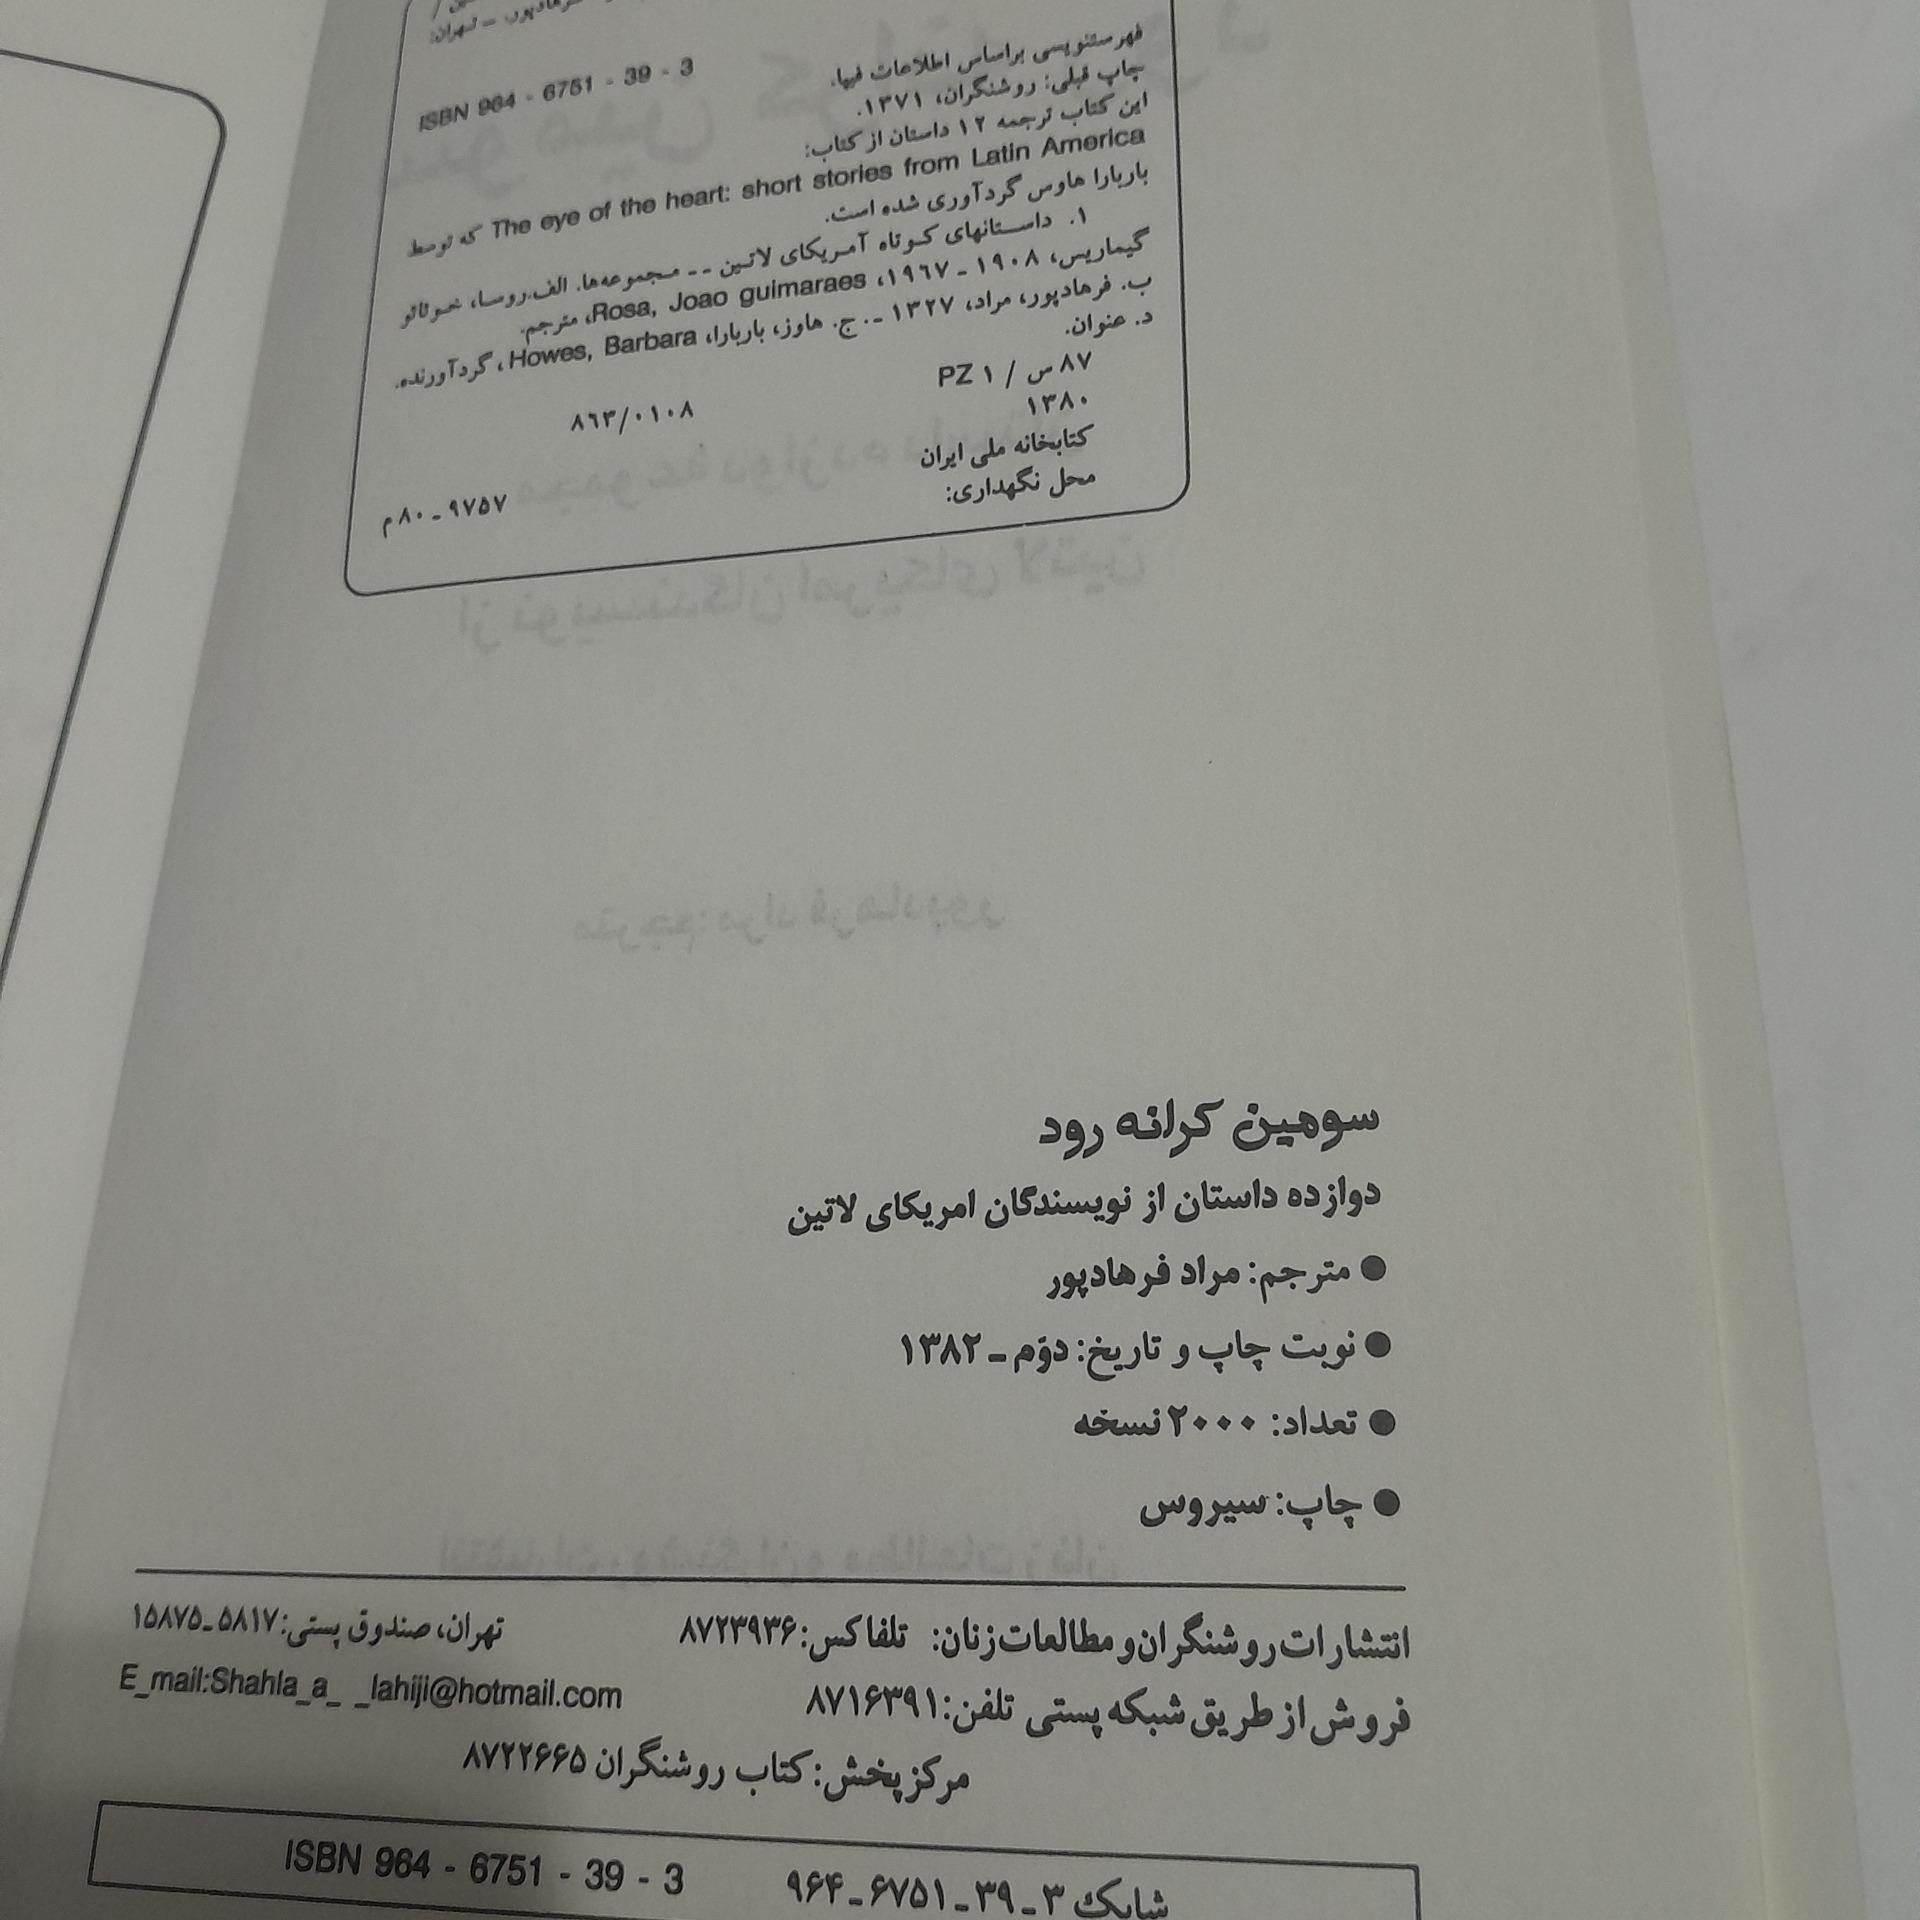 فرهادپور. – تهران:
ISBN 964 - 6751 - 39 - 3
فهرستنویسی براساس اطلاعات فیپا.
چاپ قبلی: روشنگران، ۱۳۷۱.
این کتاب ترجمه ۱۲ داستان از کتاب:
The eye of the heart: short stories from Latin America که توسط
باربارا هاوس گردآوری شده است.
۱. داستانهای کوتاه آمریکای لاتین -- مجموعه‌ها. الف.روسا، خوئائو
گیماریس، ۱۹۰۸ - ۱۹۶۷، Rosa, Joao guimaraes، مترجم.
ب. فرهادپور، مراد، ۱۳۲۷ -. ج. هاوز، باربارا، Howes, Barbara، گردآورنده.
د. عنوان.
۸۷ س / ۱ PZ
۱۳۸۰
۸۶۳/۰۱۰۸
کتابخانه ملی ایران
محل نگهداری:
۹۷۵۷ - ۸۰م
سومین کرانه رود
دوازده داستان از نویسندگان امریکای لاتین
● مترجم: مراد فرهادپور
● نوبت چاپ و تاریخ: دوّم - ۱۳۸۲
● تعداد: ۲۰۰۰ نسخه
● چاپ: سیروس
انتشارات روشنگران و مطالعات زنان: تلفاکس: ۸۷۲۳۹۳۶ تهران، صندوق پستی: ۵۸۱۷-۱۵۸۷۵
فروش از طریق شبکه پستی تلفن: ۸۷۱۶۳۹۱ E_mail:Shahla_a_ _lahiji@hotmail.com
مرکز پخش: کتاب روشنگران ۸۷۲۲۶۶۵
شابک ۳ - ۳۹ - ۶۷۵۱ - ۹۶۴ ISBN 964 - 6751 - 39 - 3